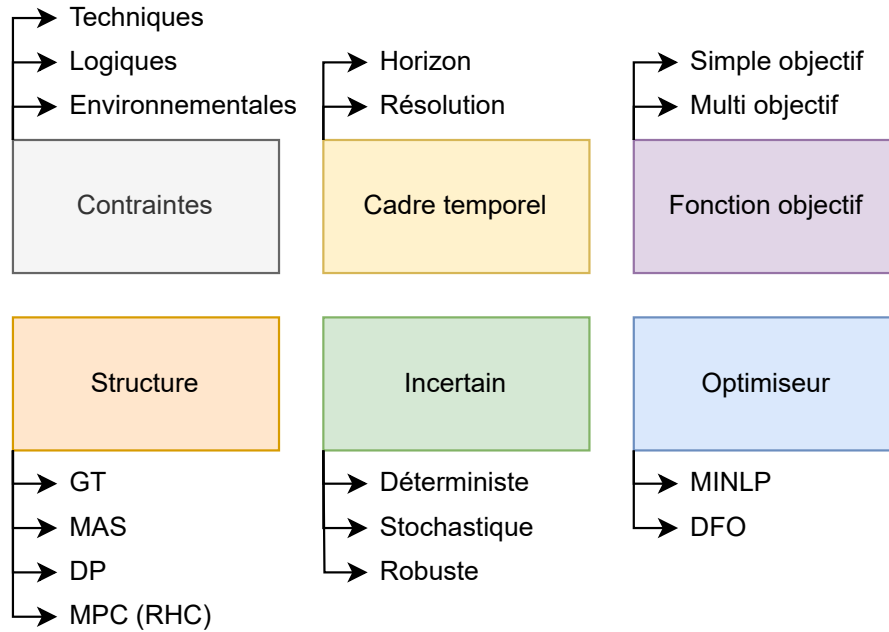 Techniques
Logiques
Environnementales
Contraintes
Horizon
Résolution
Cadre temporel
Simple objectif
Multi objectif
Fonction objectif
Structure
GT
MAS
DP
MPC (RHC)
Incertain
Déterministe
Stochastique
Robuste
Optimiseur
MINLP
DFO